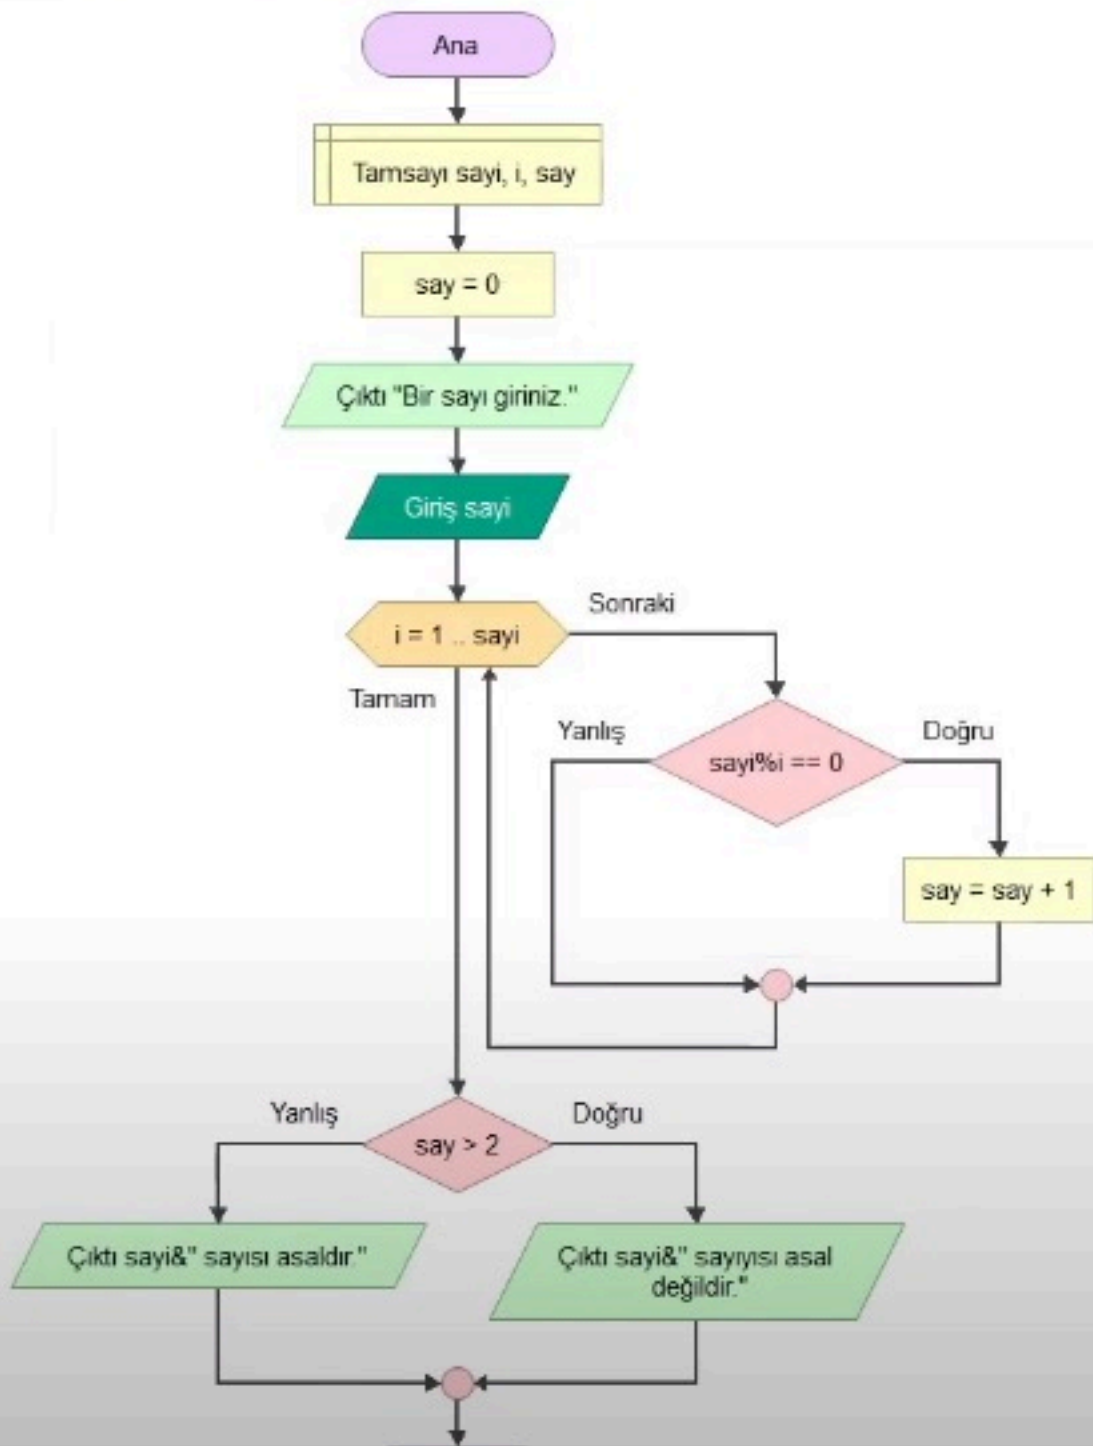 Ana
Tamsayı sayi, i, say
say = 0
Çıktı "Bir sayı giriniz."
Giriş sayi
i = 1 .. sayi
Sonraki
Tamam
Yanlış
sayi%i == 0
Doğru
say = say + 1
Yanlış
say > 2
Doğru
Çıktı sayi&" sayısı asaldır."
Çıktı sayi&" sayıyısı asal
değildir."